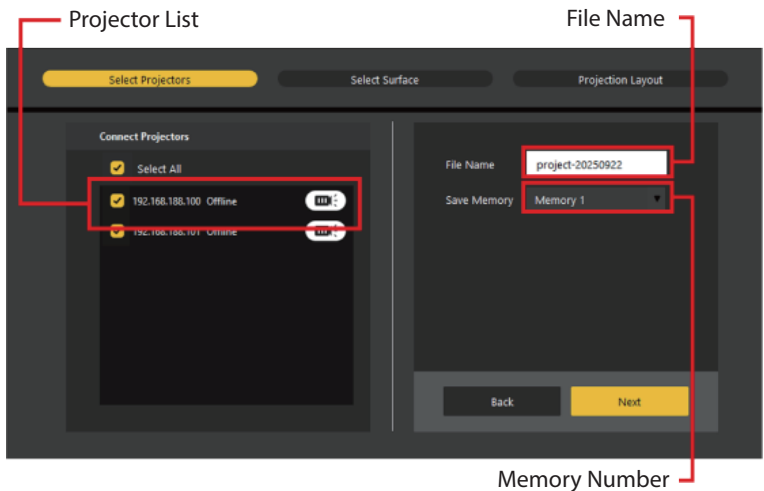 Projector List
File Name
Select Projectors
Select Surface
Projection Layout
Connect Projectors
Select All
192.168.188.100 Offline
192.168.188.101 Offline
File Name
project-20250922
Save Memory
Memory 1
Back
Next
Memory Number